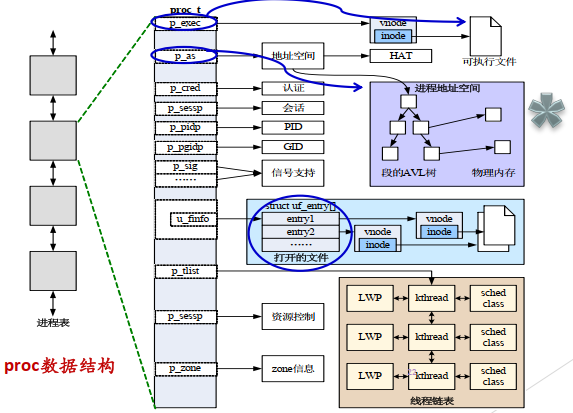 proc_t
p_exec
vnode
inode
可执行文件
p_as
地址空间
HAT
p_cred
认证
p_sessp
会话
p_pidp
PID
p_pgidp
GID
p_sig
······
信号支持
进程地址空间
段的AVL树
物理内存
struct uf_entry[]
u_finfo
entry1
entry2
······
打开的文件
vnode
inode
vnode
inode
p_tlist
LWP
kthread
sched
class
LWP
kthread
sched
class
LWP
kthread
sched
class
线程链表
p_sessp
资源控制
p_zone
zone信息
进程表
proc数据结构
12